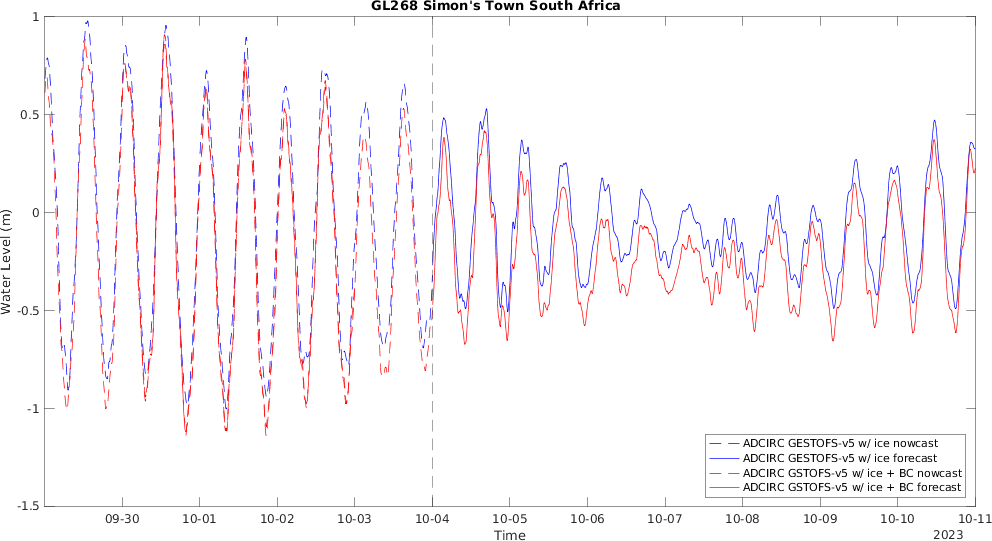 GL268 Simon's Town South Africa
Water Level (m)
1
0.5
0
-0.5
-1
-1.5
ADCIRC GESTOFS-v5 w/ ice nowcast
ADCIRC GESTOFS-v5 w/ ice forecast
ADCIRC GSTOFS-v5 w/ ice + BC nowcast
ADCIRC GSTOFS-v5 w/ ice + BC forecast
09-30 10-01 10-02 10-03 10-04 10-05 10-06 10-07 10-08 10-09 10-10 10-11
Time
2023